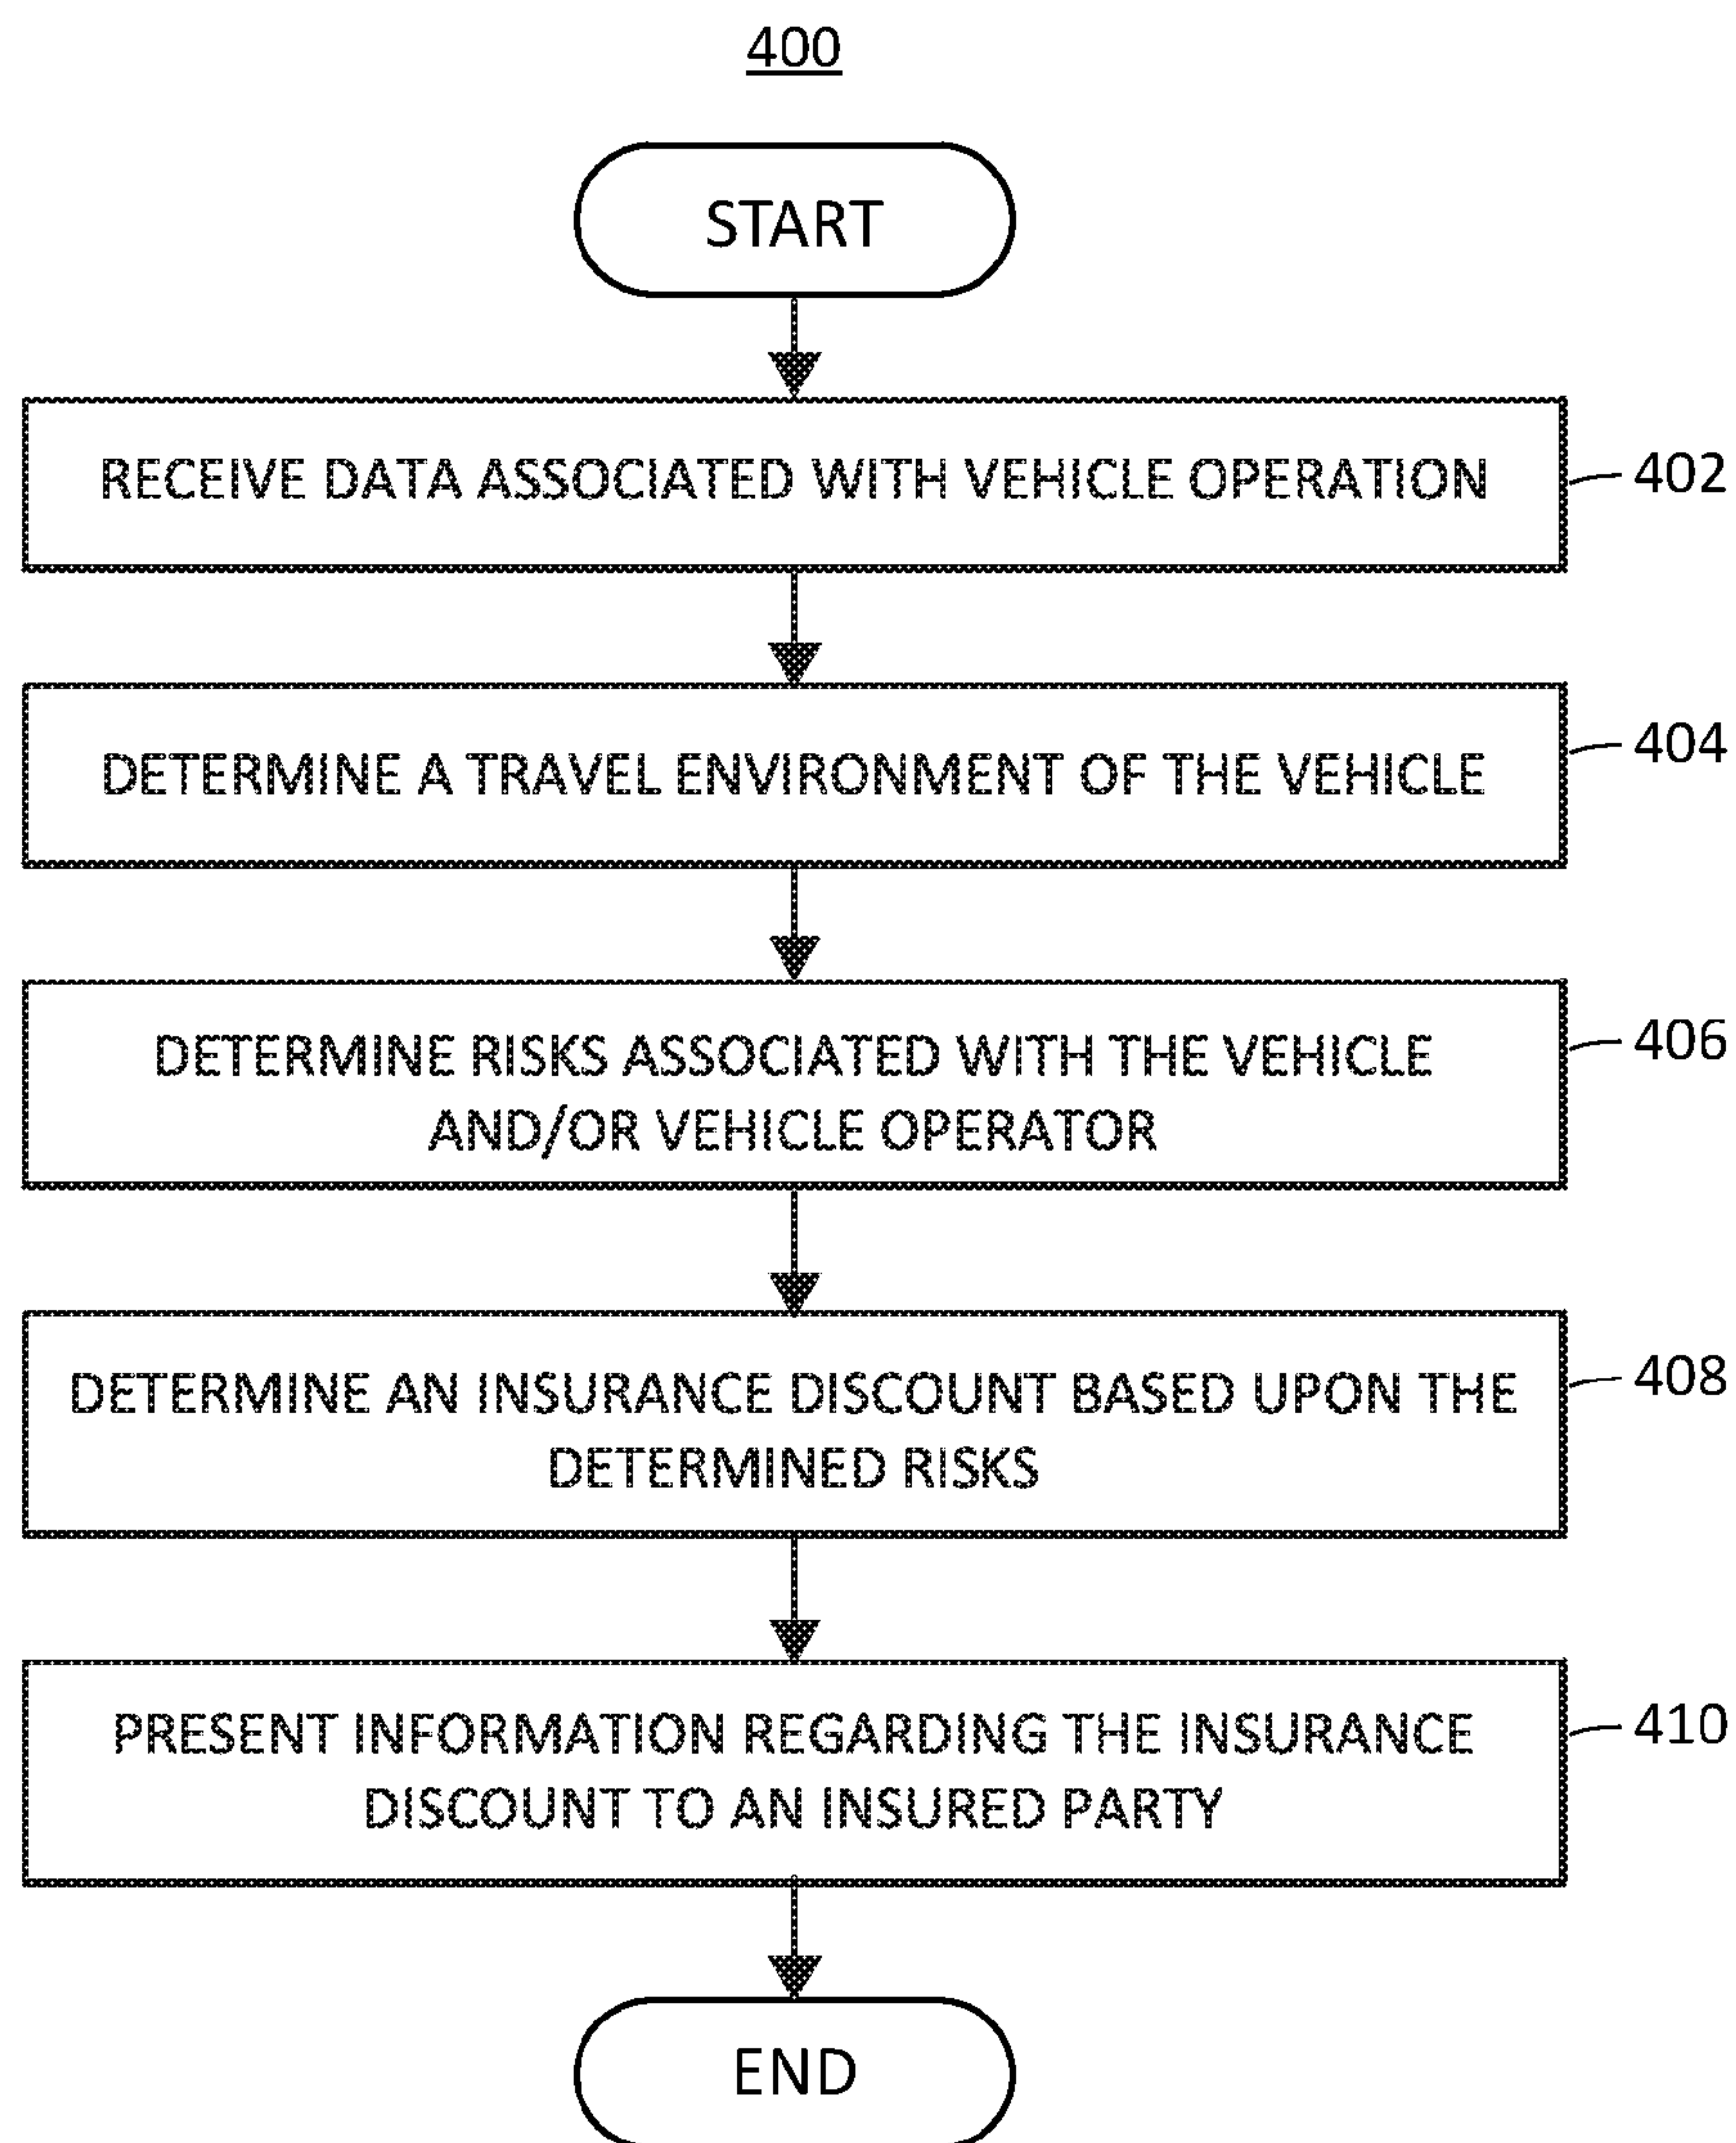 400
START
RECEIVE DATA ASSOCIATED WITH VEHICLE OPERATION
402
DETERMINE A TRAVEL ENVIRONMENT OF THE VEHICLE
404
DETERMINE RISKS ASSOCIATED WITH THE VEHICLE
AND/OR VEHICLE OPERATOR
406
DETERMINE AN INSURANCE DISCOUNT BASED UPON THE
DETERMINED RISKS
408
PRESENT INFORMATION REGARDING THE INSURANCE
DISCOUNT TO AN INSURED PARTY
410
END